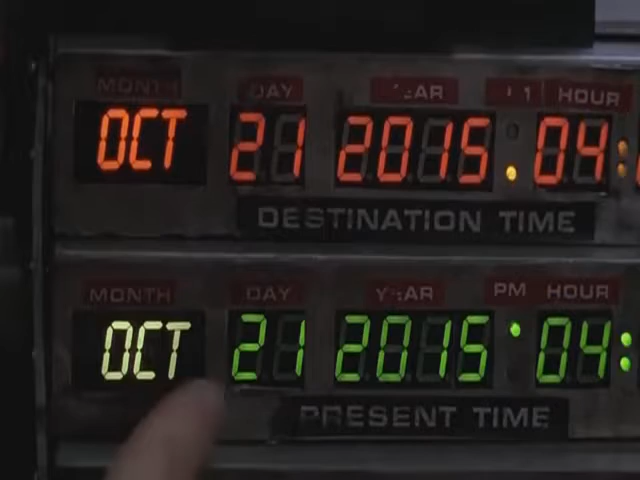 MONTH DAY YEAR HOUR
OCT 21 2015 04:
DESTINATION TIME
MONTH DAY YEAR PM HOUR
OCT 21 2015 04:
PRESENT TIME